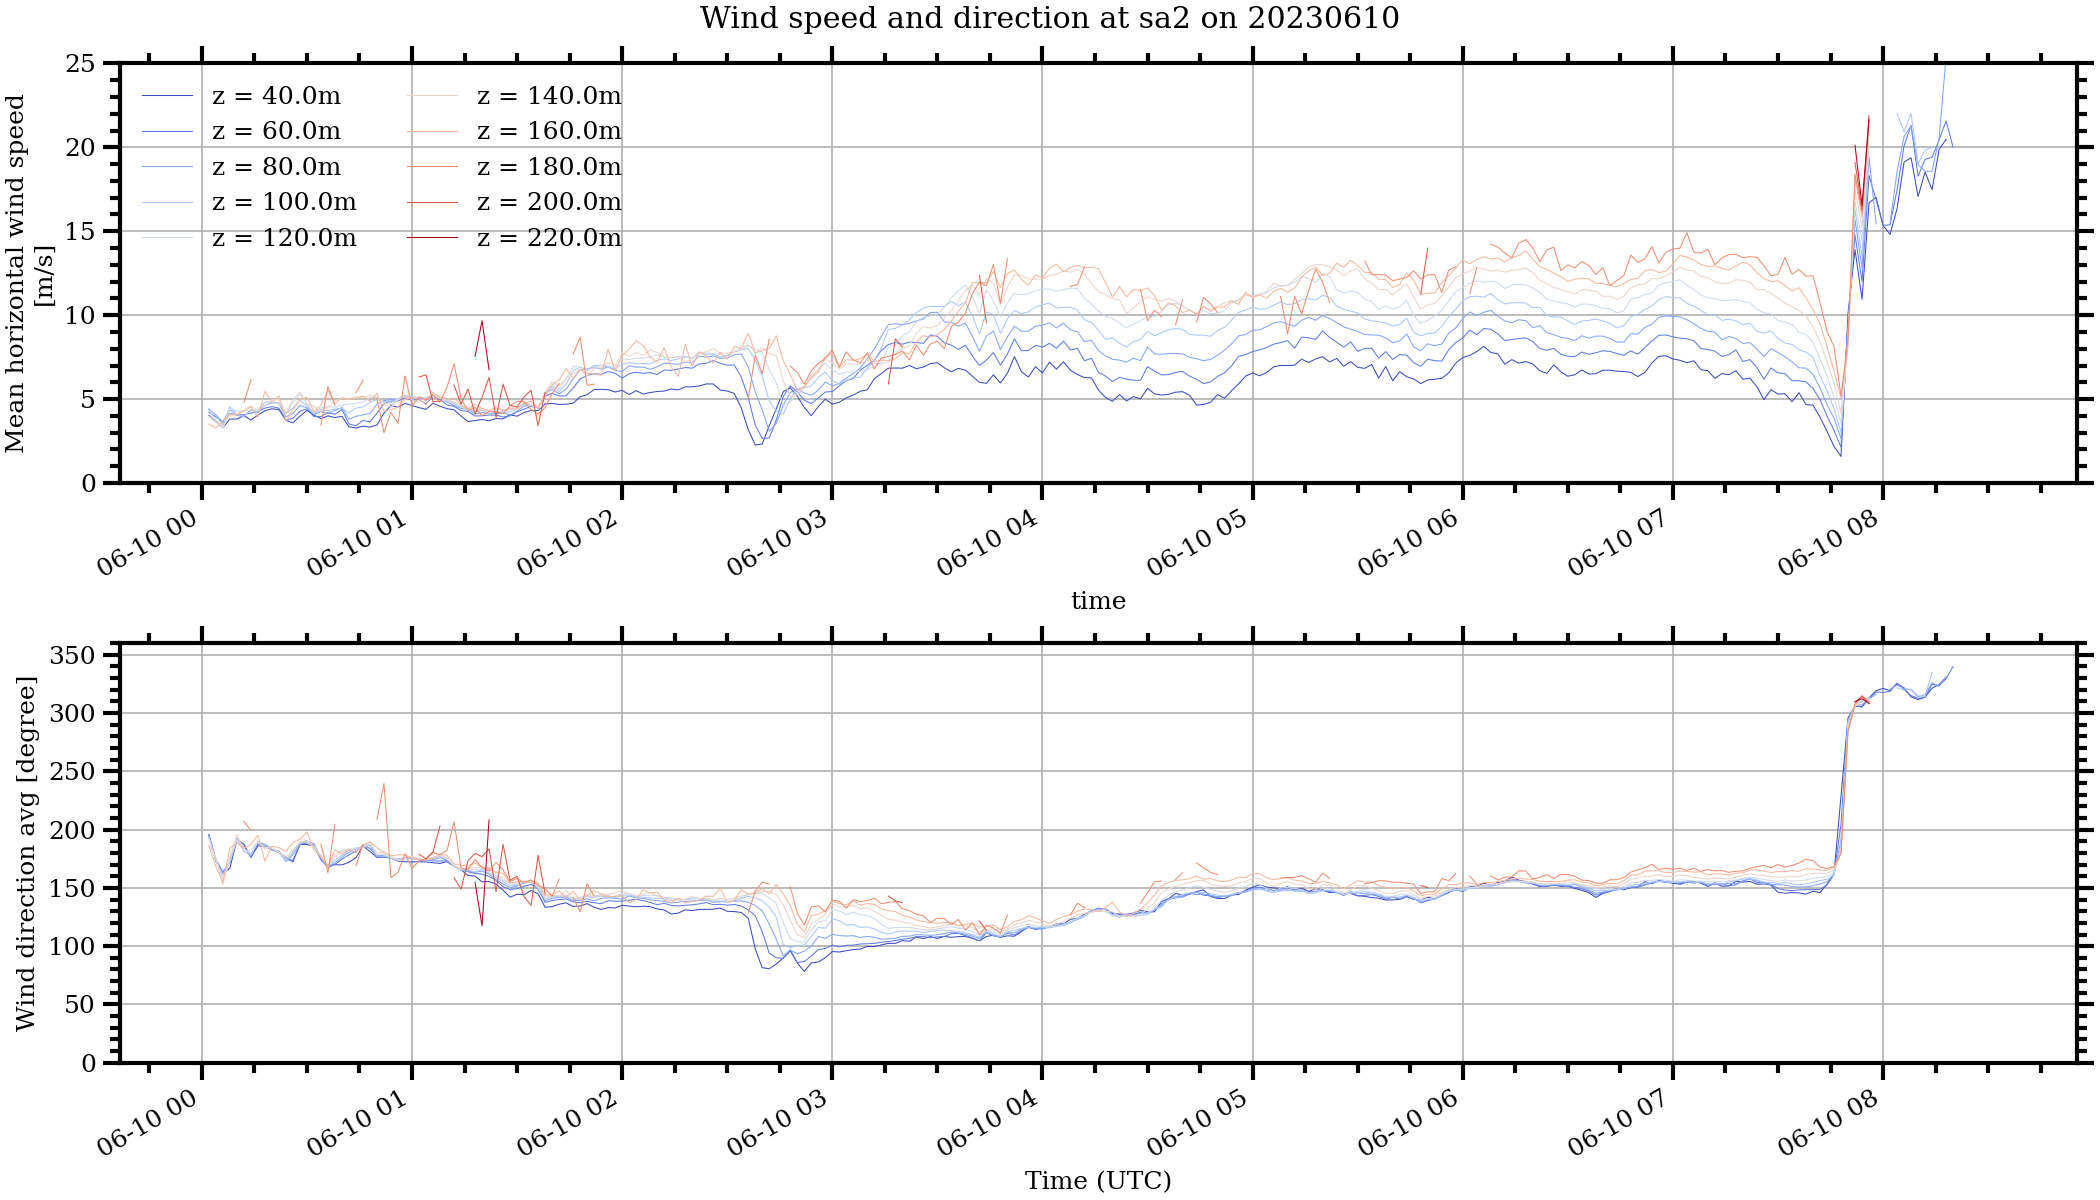 Wind speed and direction at sa2 on 20230610
Mean horizontal wind speed
[m/s]
25
20
15
10
5
0
z = 40.0m
z = 60.0m
z = 80.0m
z = 100.0m
z = 120.0m
z = 140.0m
z = 160.0m
z = 180.0m
z = 200.0m
z = 220.0m
06-10 00
06-10 01
06-10 02
06-10 03
06-10 04
06-10 05
06-10 06
06-10 07
06-10 08
time
Wind direction avg [degree]
350
300
250
200
150
100
50
0
06-10 00
06-10 01
06-10 02
06-10 03
06-10 04
06-10 05
06-10 06
06-10 07
06-10 08
Time (UTC)